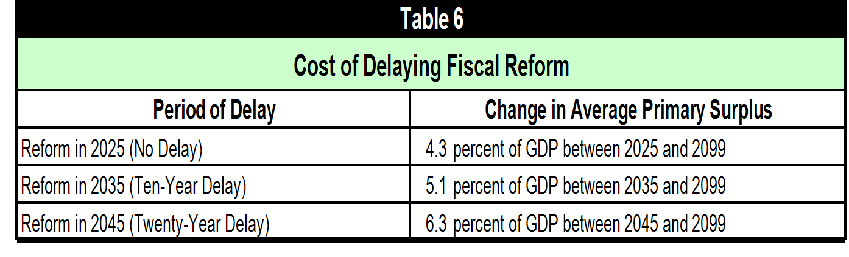 Table 6
Cost of Delaying Fiscal Reform
Period of Delay Change in Average Primary Surplus
Reform in 2025 (No Delay) 4.3 percent of GDP between 2025 and 2099
Reform in 2035 (Ten-Year Delay) 5.1 percent of GDP between 2035 and 2099
Reform in 2045 (Twenty-Year Delay) 6.3 percent of GDP between 2045 and 2099